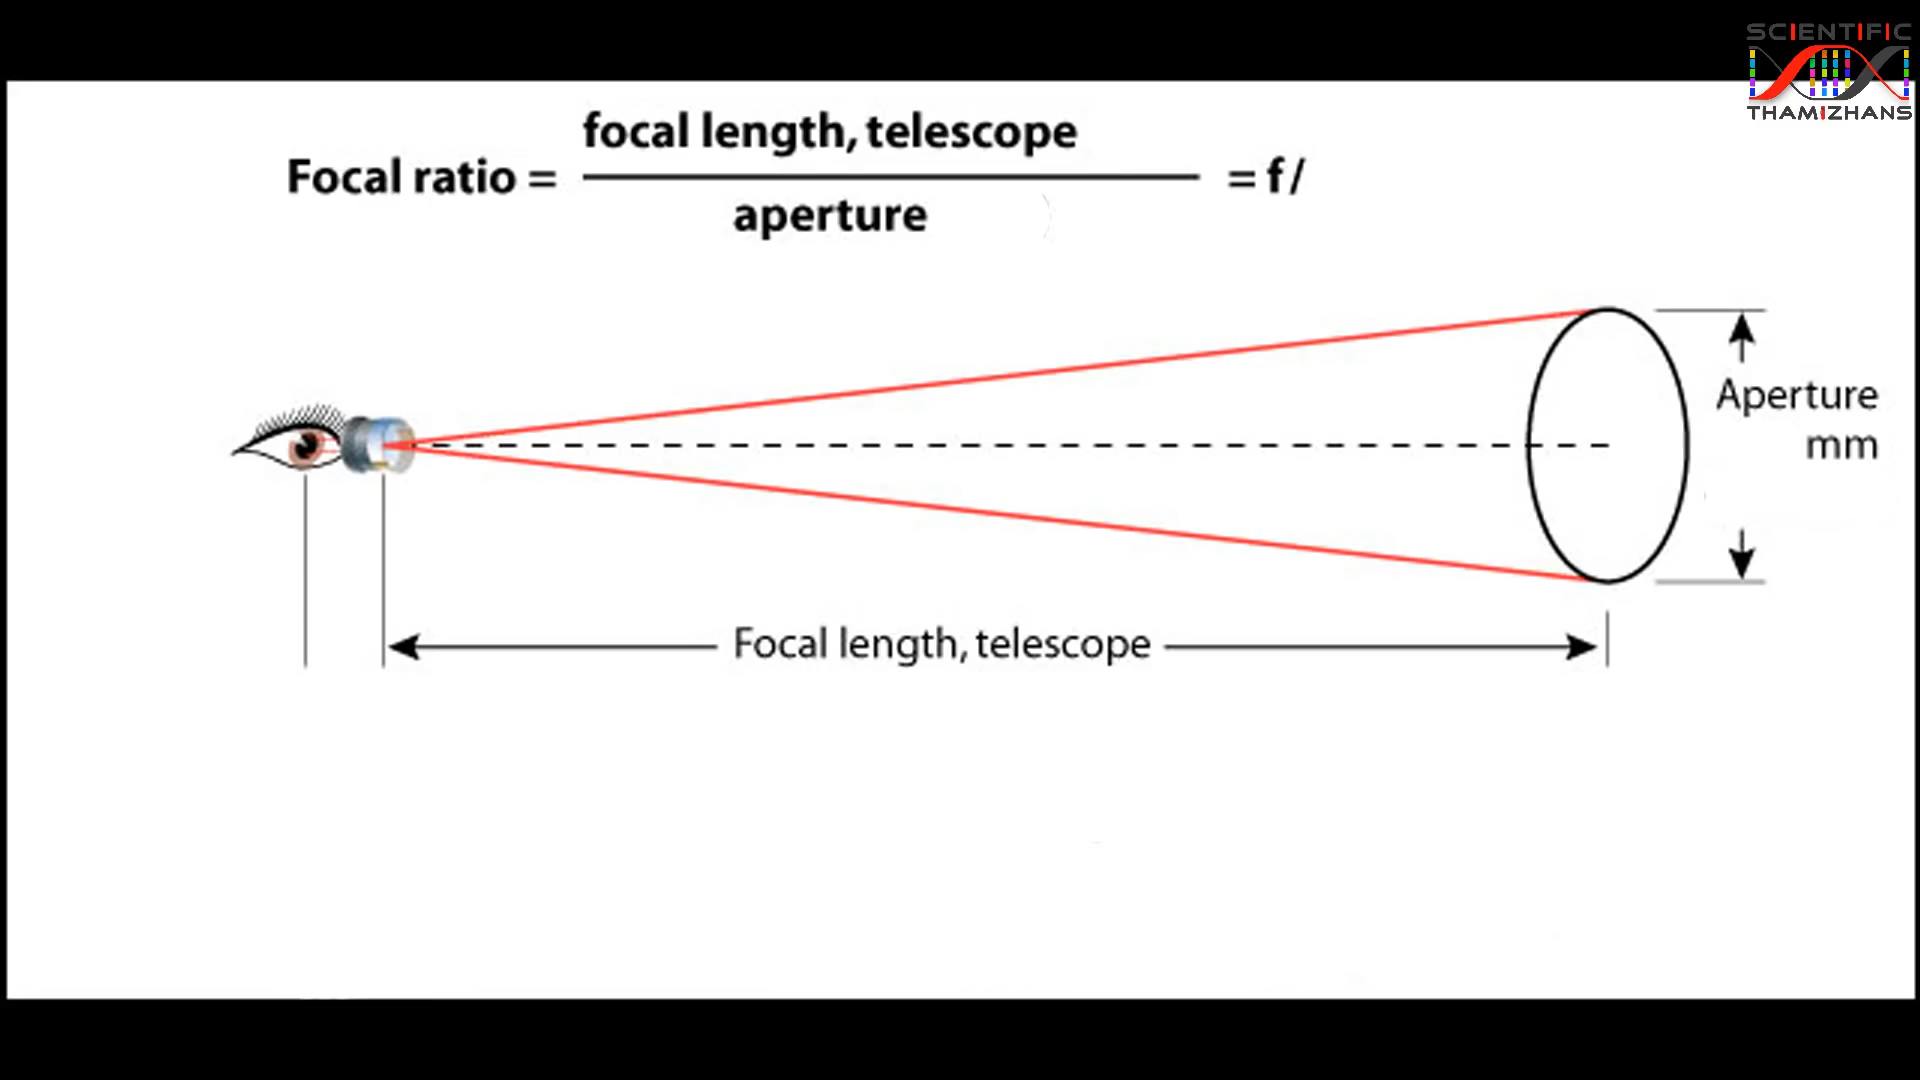 SCIENTIFIC
THAMIZHANS
focal length, telescope
Focal ratio = = f/
aperture
Aperture
mm
Focal length, telescope